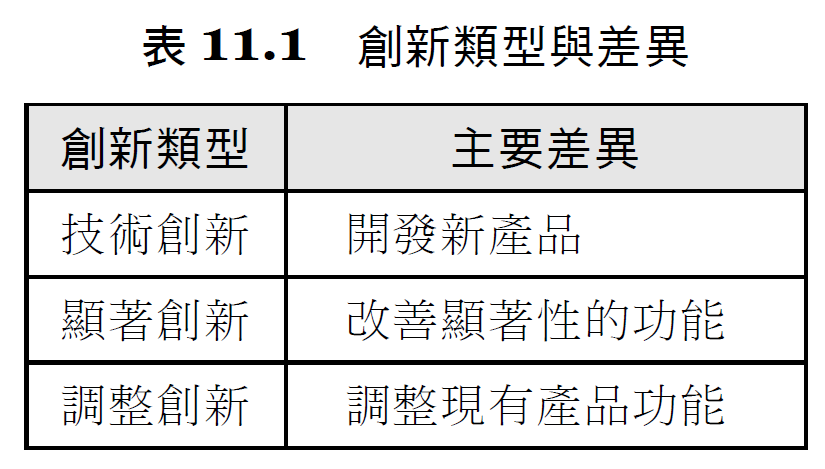 表 11.1 創新類型與差異
創新類型 主要差異
技術創新 開發新產品
顯著創新 改善顯著性的功能
調整創新 調整現有產品功能